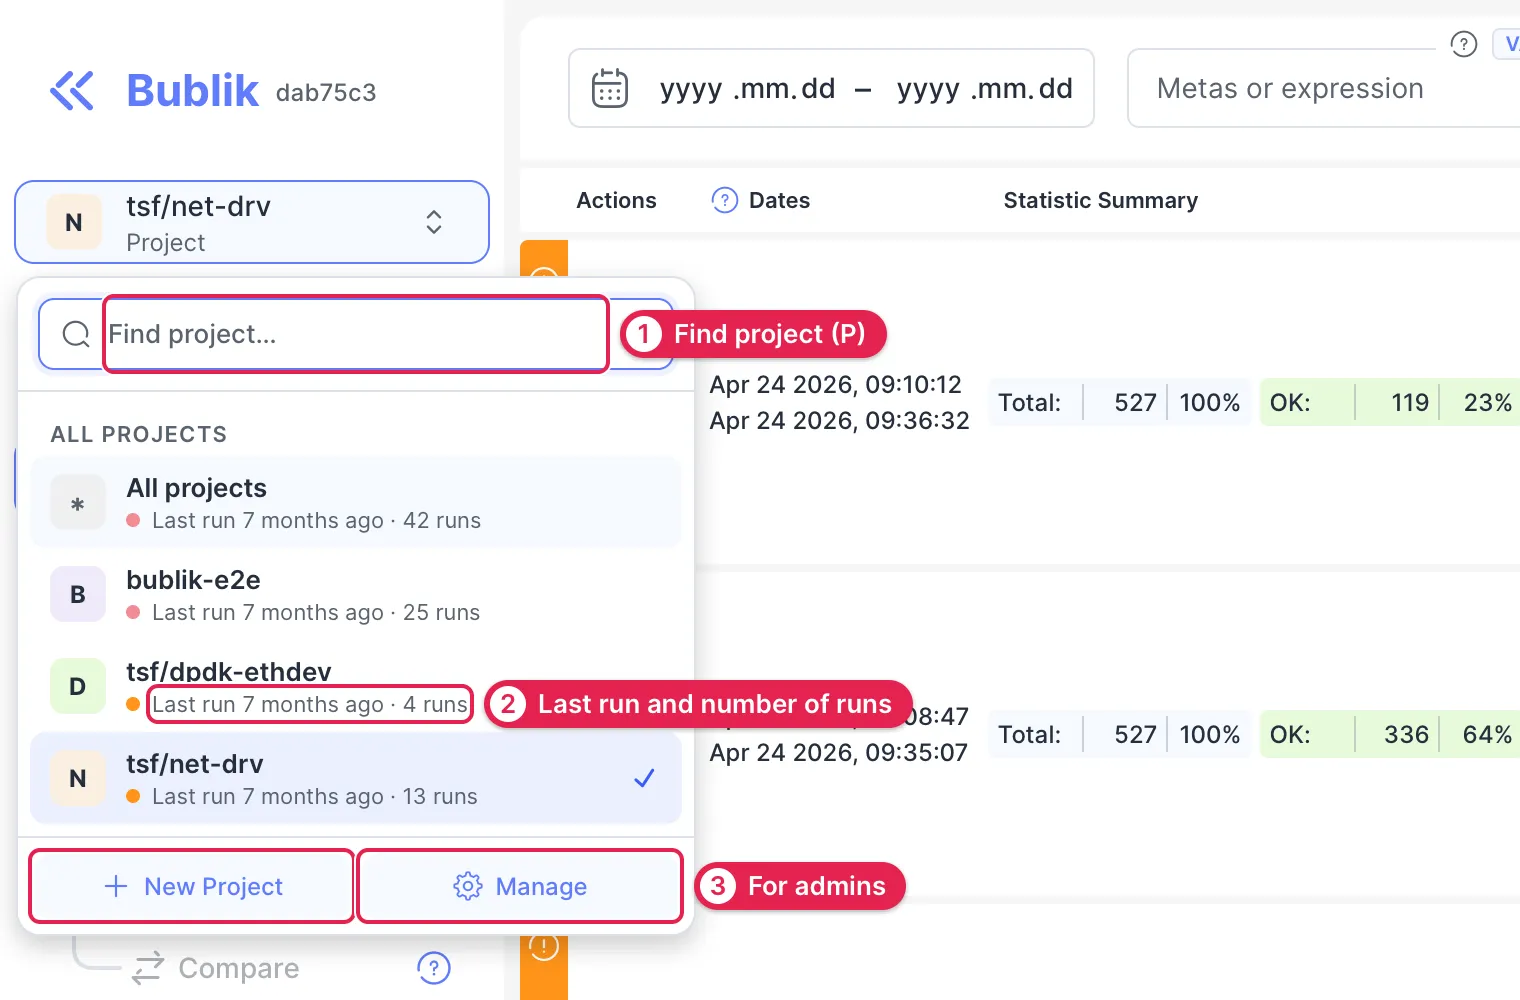 Bublik dab75c3
yyyy .mm.dd – yyyy .mm.dd
Metas or expression
?
N
tsf/net-drv
Project
Actions
? Dates
Statistic Summary
Find project...
1 Find project (P)
ALL PROJECTS
*
All projects
Last run 7 months ago · 42 runs
B
bublik-e2e
Last run 7 months ago · 25 runs
D
tsf/dpdk-ethdev
Last run 7 months ago · 4 runs
2 Last run and number of runs
N
tsf/net-drv
Last run 7 months ago · 13 runs
New Project
Manage
3 For admins
Compare
?
Apr 24 2026, 09:10:12
Apr 24 2026, 09:36:32
Total: 527 100% OK: 119 23%
08:47
Apr 24 2026, 09:35:07
Total: 527 100% OK: 336 64%